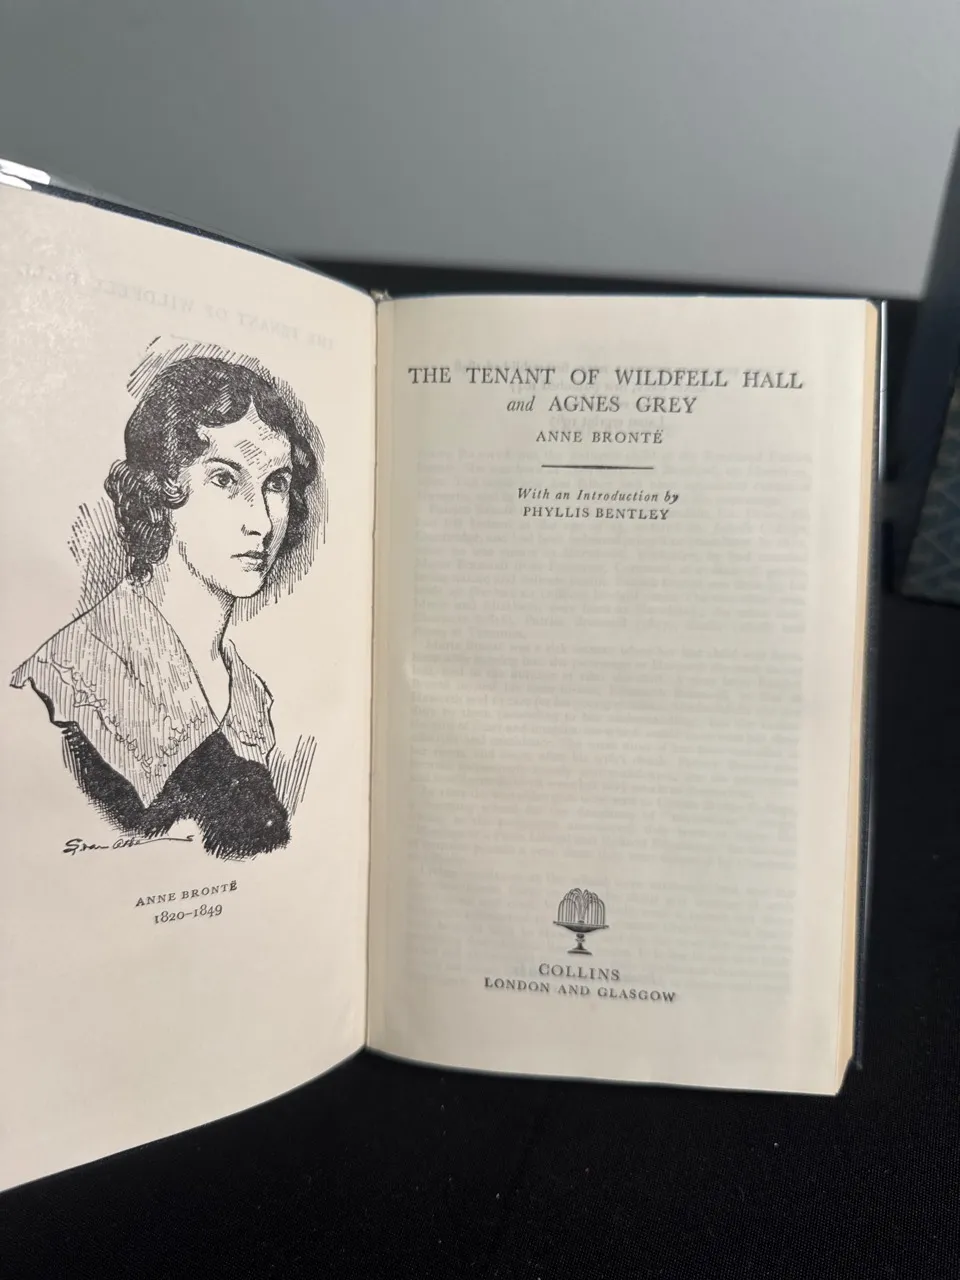 ANNE BRONTË
1820–1849
THE TENANT OF WILDFELL HALL
and AGNES GREY
ANNE BRONTË
With an Introduction by
PHYLLIS BENTLEY
COLLINS
LONDON AND GLASGOW